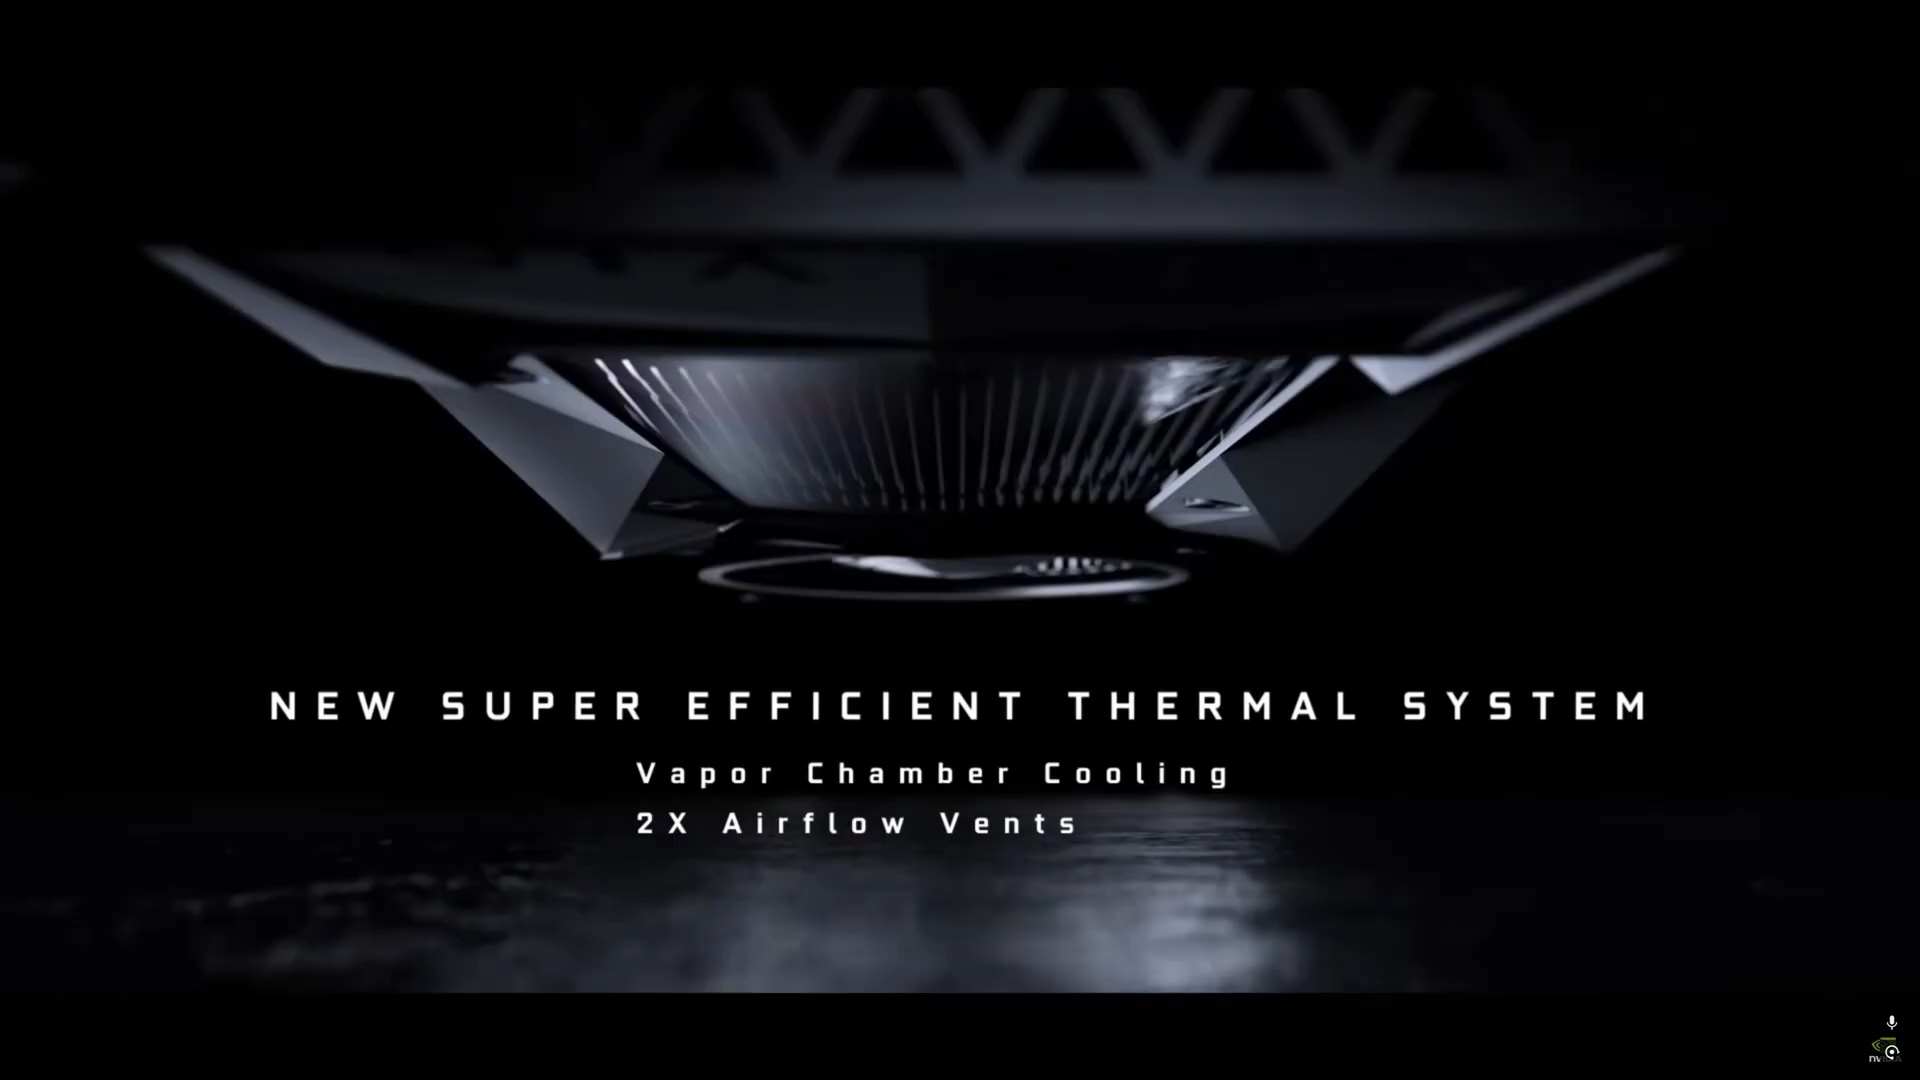 NEW SUPER EFFICIENT THERMAL SYSTEM
Vapor Chamber Cooling
2X Airflow Vents